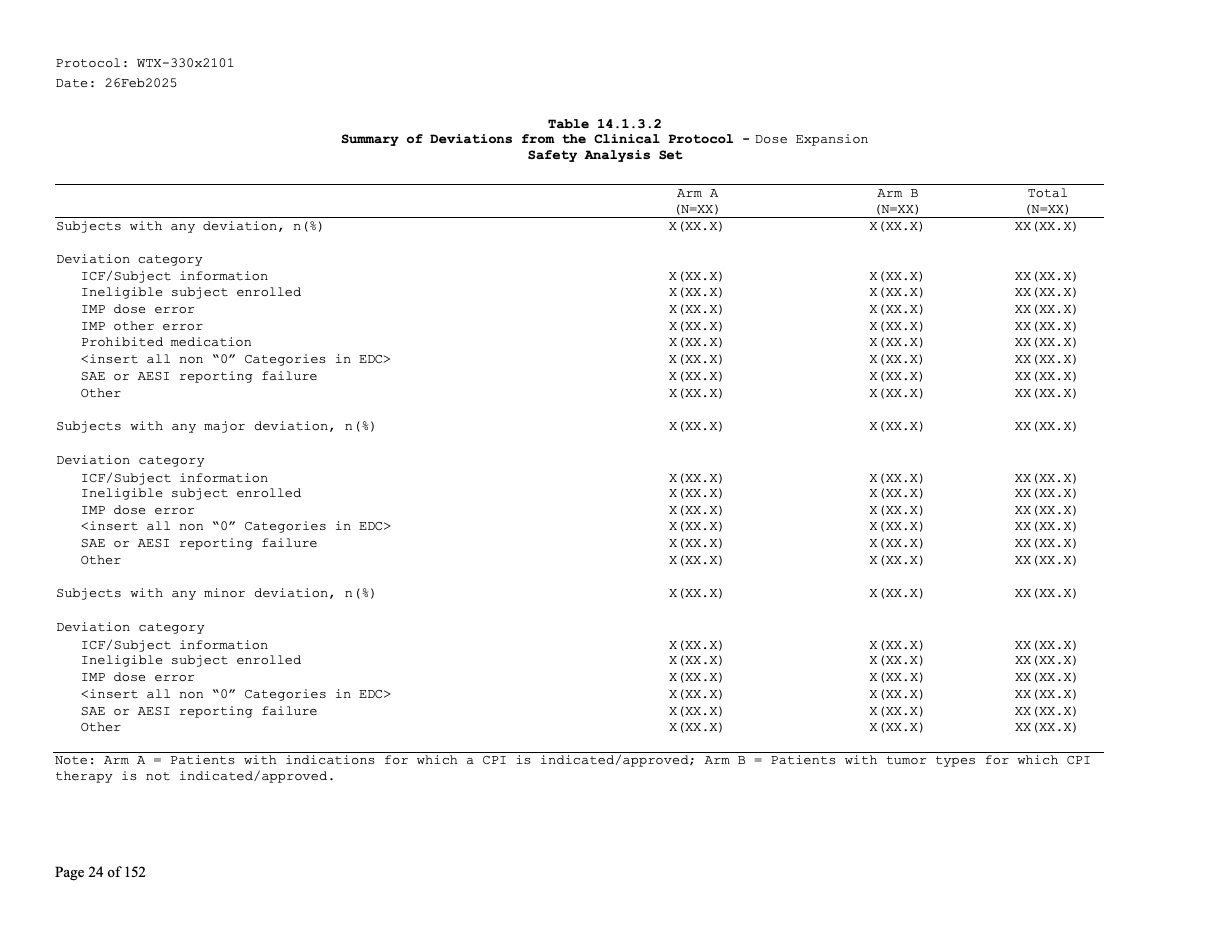 Protocol: WTX-330x2101
Date: 26Feb2025
Table 14.1.3.2
Summary of Deviations from the Clinical Protocol – Dose Expansion
Safety Analysis Set
Arm A Arm B Total
(N=XX) (N=XX) (N=XX)
Subjects with any deviation, n(%) X(XX.X) X(XX.X) XX(XX.X)
Deviation category
ICF/Subject information X(XX.X) X(XX.X) XX(XX.X)
Ineligible subject enrolled X(XX.X) X(XX.X) XX(XX.X)
IMP dose error X(XX.X) X(XX.X) XX(XX.X)
IMP other error X(XX.X) X(XX.X) XX(XX.X)
Prohibited medication X(XX.X) X(XX.X) XX(XX.X)
<insert all non “0” Categories in EDC> X(XX.X) X(XX.X) XX(XX.X)
SAE or AESI reporting failure X(XX.X) X(XX.X) XX(XX.X)
Other X(XX.X) X(XX.X) XX(XX.X)
Subjects with any major deviation, n(%) X(XX.X) X(XX.X) XX(XX.X)
Deviation category
ICF/Subject information X(XX.X) X(XX.X) XX(XX.X)
Ineligible subject enrolled X(XX.X) X(XX.X) XX(XX.X)
IMP dose error X(XX.X) X(XX.X) XX(XX.X)
<insert all non “0” Categories in EDC> X(XX.X) X(XX.X) XX(XX.X)
SAE or AESI reporting failure X(XX.X) X(XX.X) XX(XX.X)
Other X(XX.X) X(XX.X) XX(XX.X)
Subjects with any minor deviation, n(%) X(XX.X) X(XX.X) XX(XX.X)
Deviation category
ICF/Subject information X(XX.X) X(XX.X) XX(XX.X)
Ineligible subject enrolled X(XX.X) X(XX.X) XX(XX.X)
IMP dose error X(XX.X) X(XX.X) XX(XX.X)
<insert all non “0” Categories in EDC> X(XX.X) X(XX.X) XX(XX.X)
SAE or AESI reporting failure X(XX.X) X(XX.X) XX(XX.X)
Other X(XX.X) X(XX.X) XX(XX.X)
Note: Arm A = Patients with indications for which a CPI is indicated/approved; Arm B = Patients with tumor types for which CPI
therapy is not indicated/approved.
Page 24 of 152